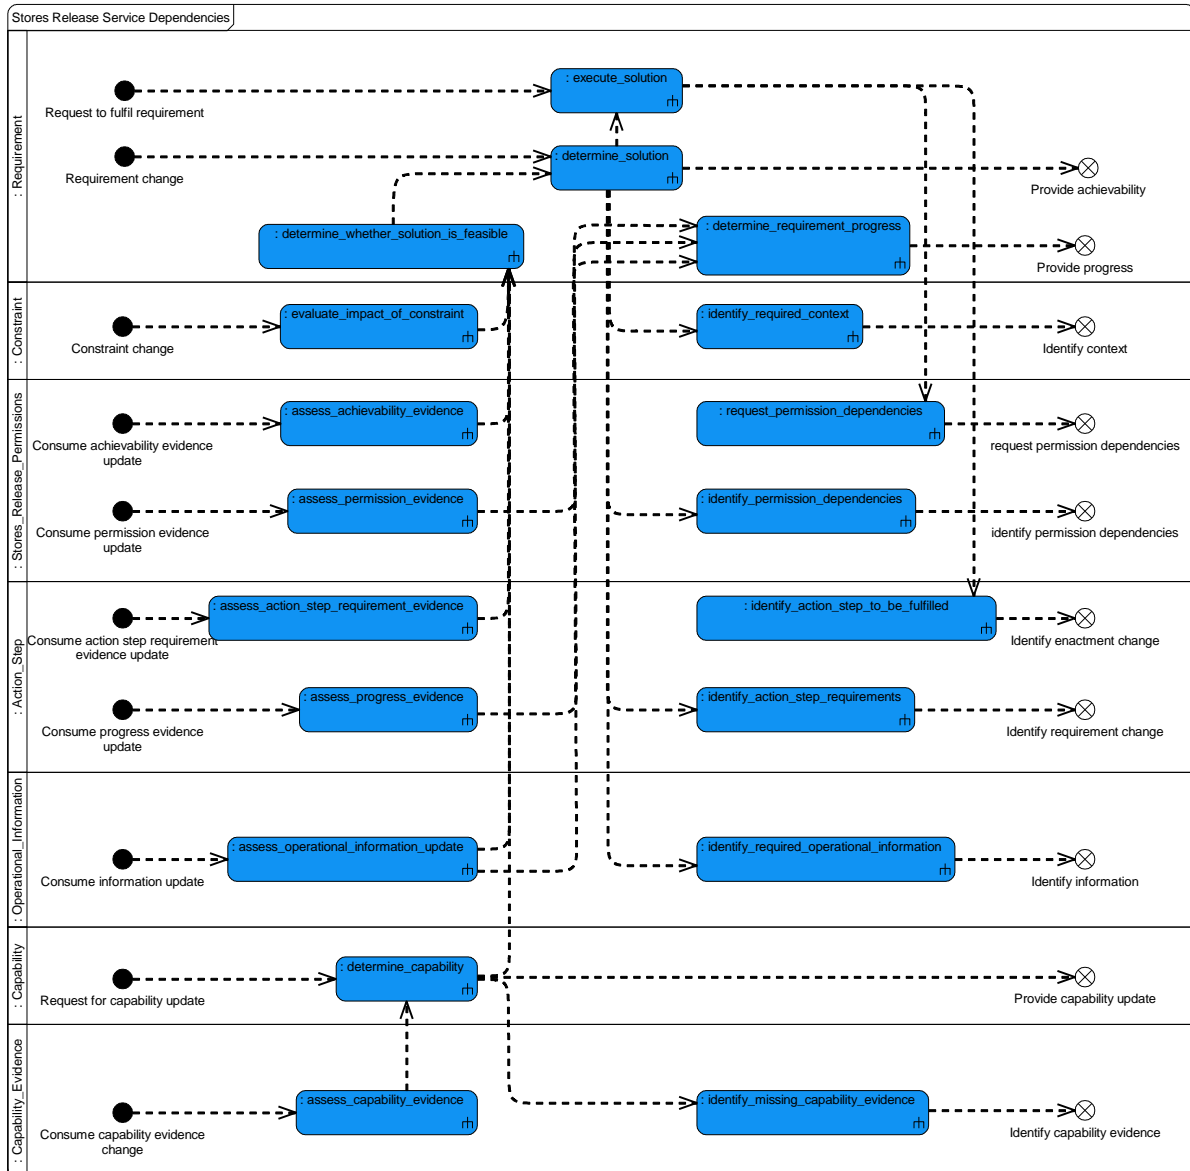 Stores Release Service Dependencies
: Requirement
Request to fulfil requirement
: execute_solution
Requirement change
: determine_solution
Provide achievability
: determine_whether_solution_is_feasible
: determine_requirement_progress
Provide progress
: Constraint
Constraint change
: evaluate_impact_of_constraint
: identify_required_context
Identify context
: Stores_Release_Permissions
Consume achievability evidence
update
: assess_achievability_evidence
: request_permission_dependencies
request permission dependencies
Consume permission evidence
update
: assess_permission_evidence
: identify_permission_dependencies
identify permission dependencies
: Action_Step
Consume action step requirement
evidence update
: assess_action_step_requirement_evidence
: identify_action_step_to_be_fulfilled
Identify enactment change
Consume progress evidence
update
: assess_progress_evidence
: identify_action_step_requirements
Identify requirement change
: Operational_Information
Consume information update
: assess_operational_information_update
: identify_required_operational_information
Identify information
: Capability
Request for capability update
: determine_capability
Provide capability update
: Capability_Evidence
Consume capability evidence
change
: assess_capability_evidence
: identify_missing_capability_evidence
Identify capability evidence